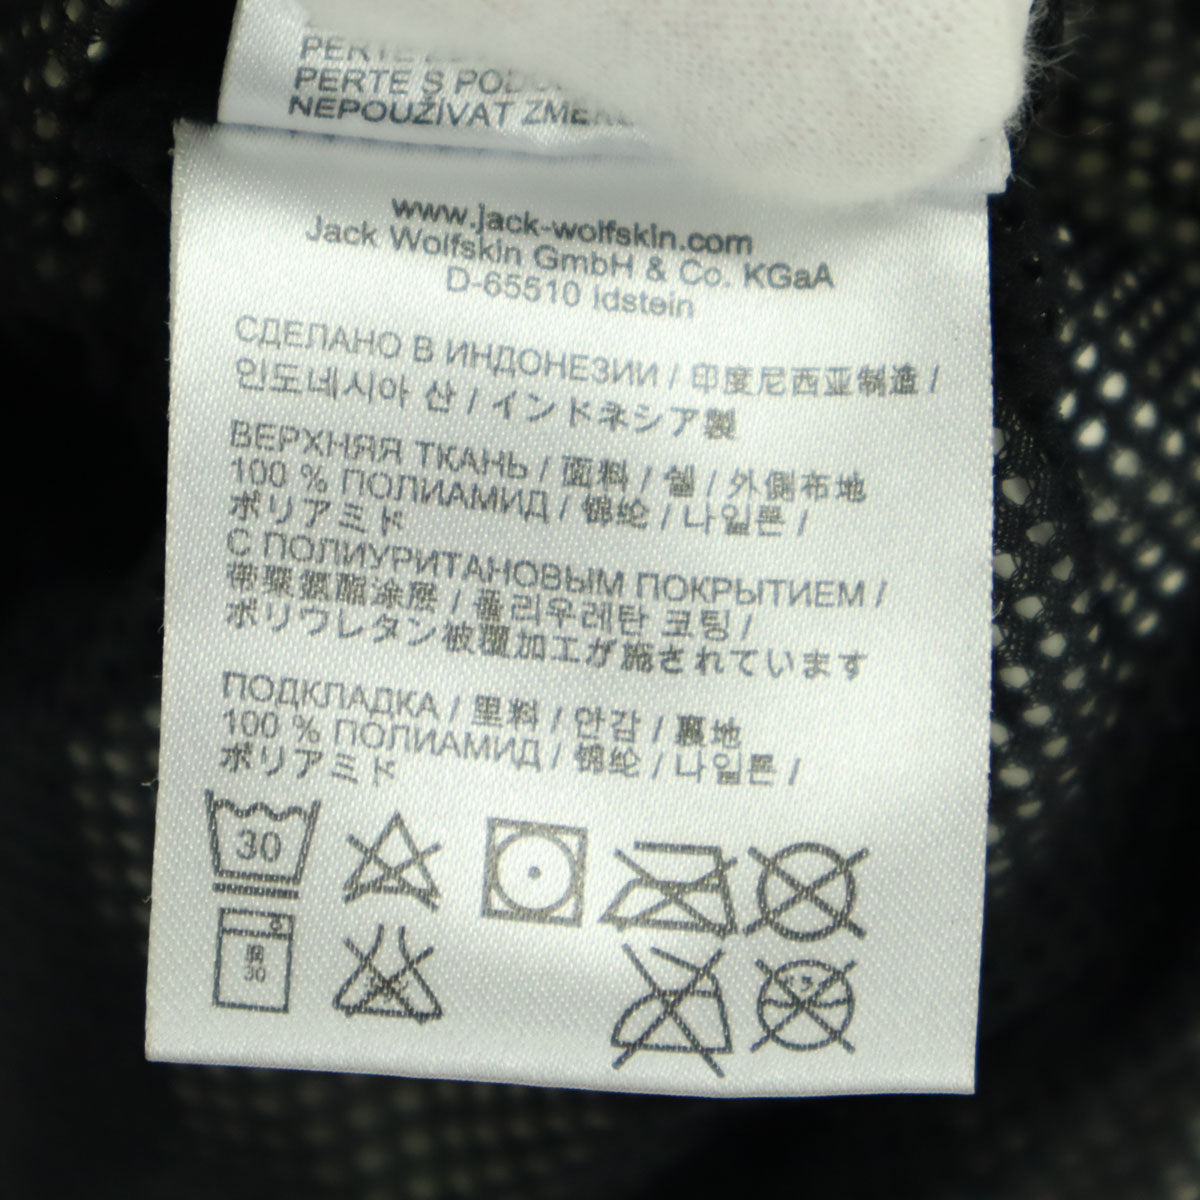 PERTE
PERTE S POD
NEPOUŽÍVAT ZMĚK
www.jack-wolfskin.com
Jack Wolfskin GmbH & Co. KGaA
D-65510 Idstein
СДЕЛАНО В ИНДОНЕЗИИ / 印度尼西亚制造 /
인도네시아 산 / インドネシア製
ВЕРХНЯЯ ТКАНЬ / 面料 / 쉘 / 外側布地
100 % ПОЛИАМИД / 锦纶 / 나일론 /
ポリアミド
С ПОЛИУРИТАНОВЫМ ПОКРЫТИЕМ /
带聚氨酯涂层 / 폴리우레탄 코팅 /
ポリウレタン被覆加工が施されています
ПОДКЛАДКА / 里料 / 안감 / 裏地
100 % ПОЛИАМИД / 锦纶 / 나일론 /
ポリアミド
30
弱
30